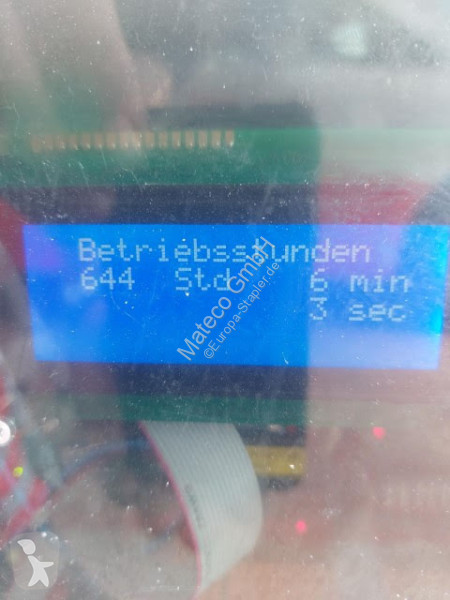 Betriebsstunden
644 Std 6 min
3 sec
Mateco GmbH
©Europa-Stapler.de